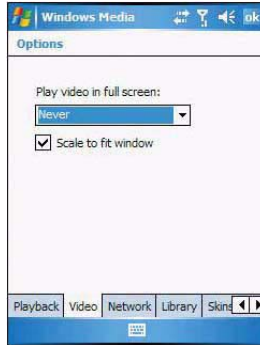 Windows Media ok
Options
Play video in full screen:
Never
Scale to fit window
Playback Video Network Library Skins